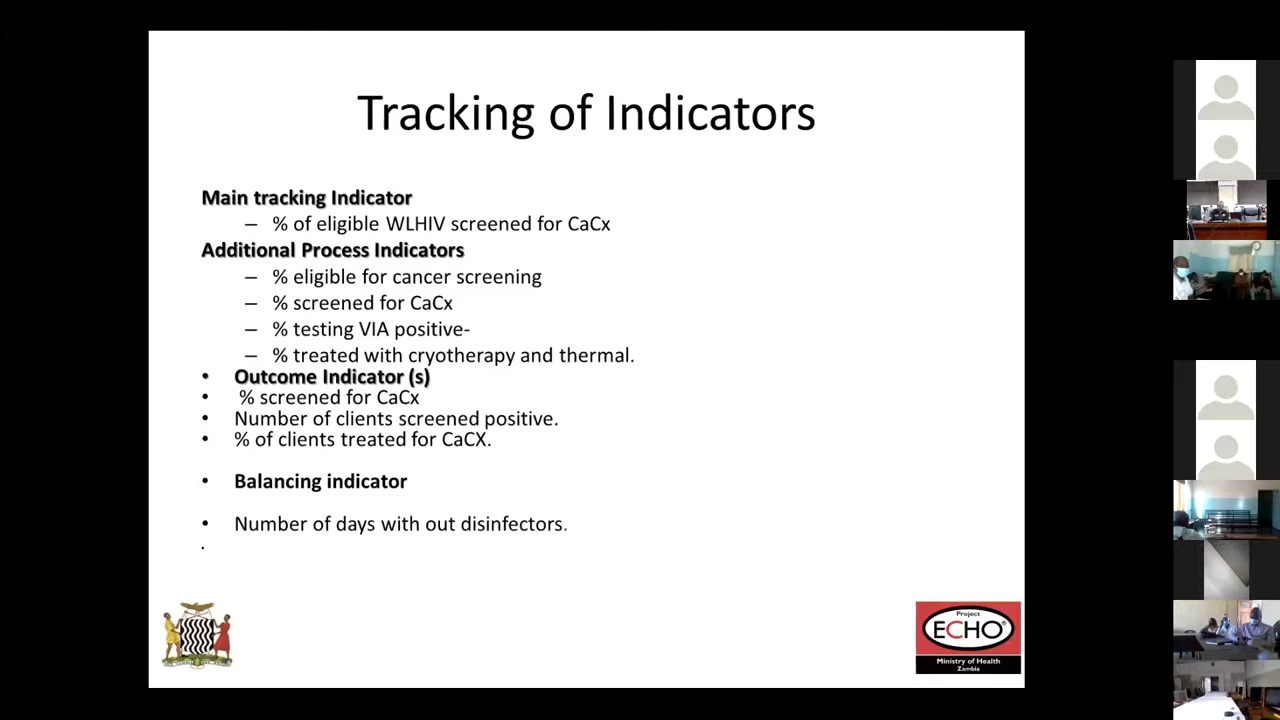 Tracking of Indicators
Main tracking Indicator
– % of eligible WLHIV screened for CaCx
Additional Process Indicators
– % eligible for cancer screening
– % screened for CaCx
– % testing VIA positive-
– % treated with cryotherapy and thermal.
• Outcome Indicator (s)
• % screened for CaCx
• Number of clients screened positive.
• % of clients treated for CaCX.
• Balancing indicator
• Number of days with out disinfectors.
•
Project
ECHO®
Ministry of Health
Zambia